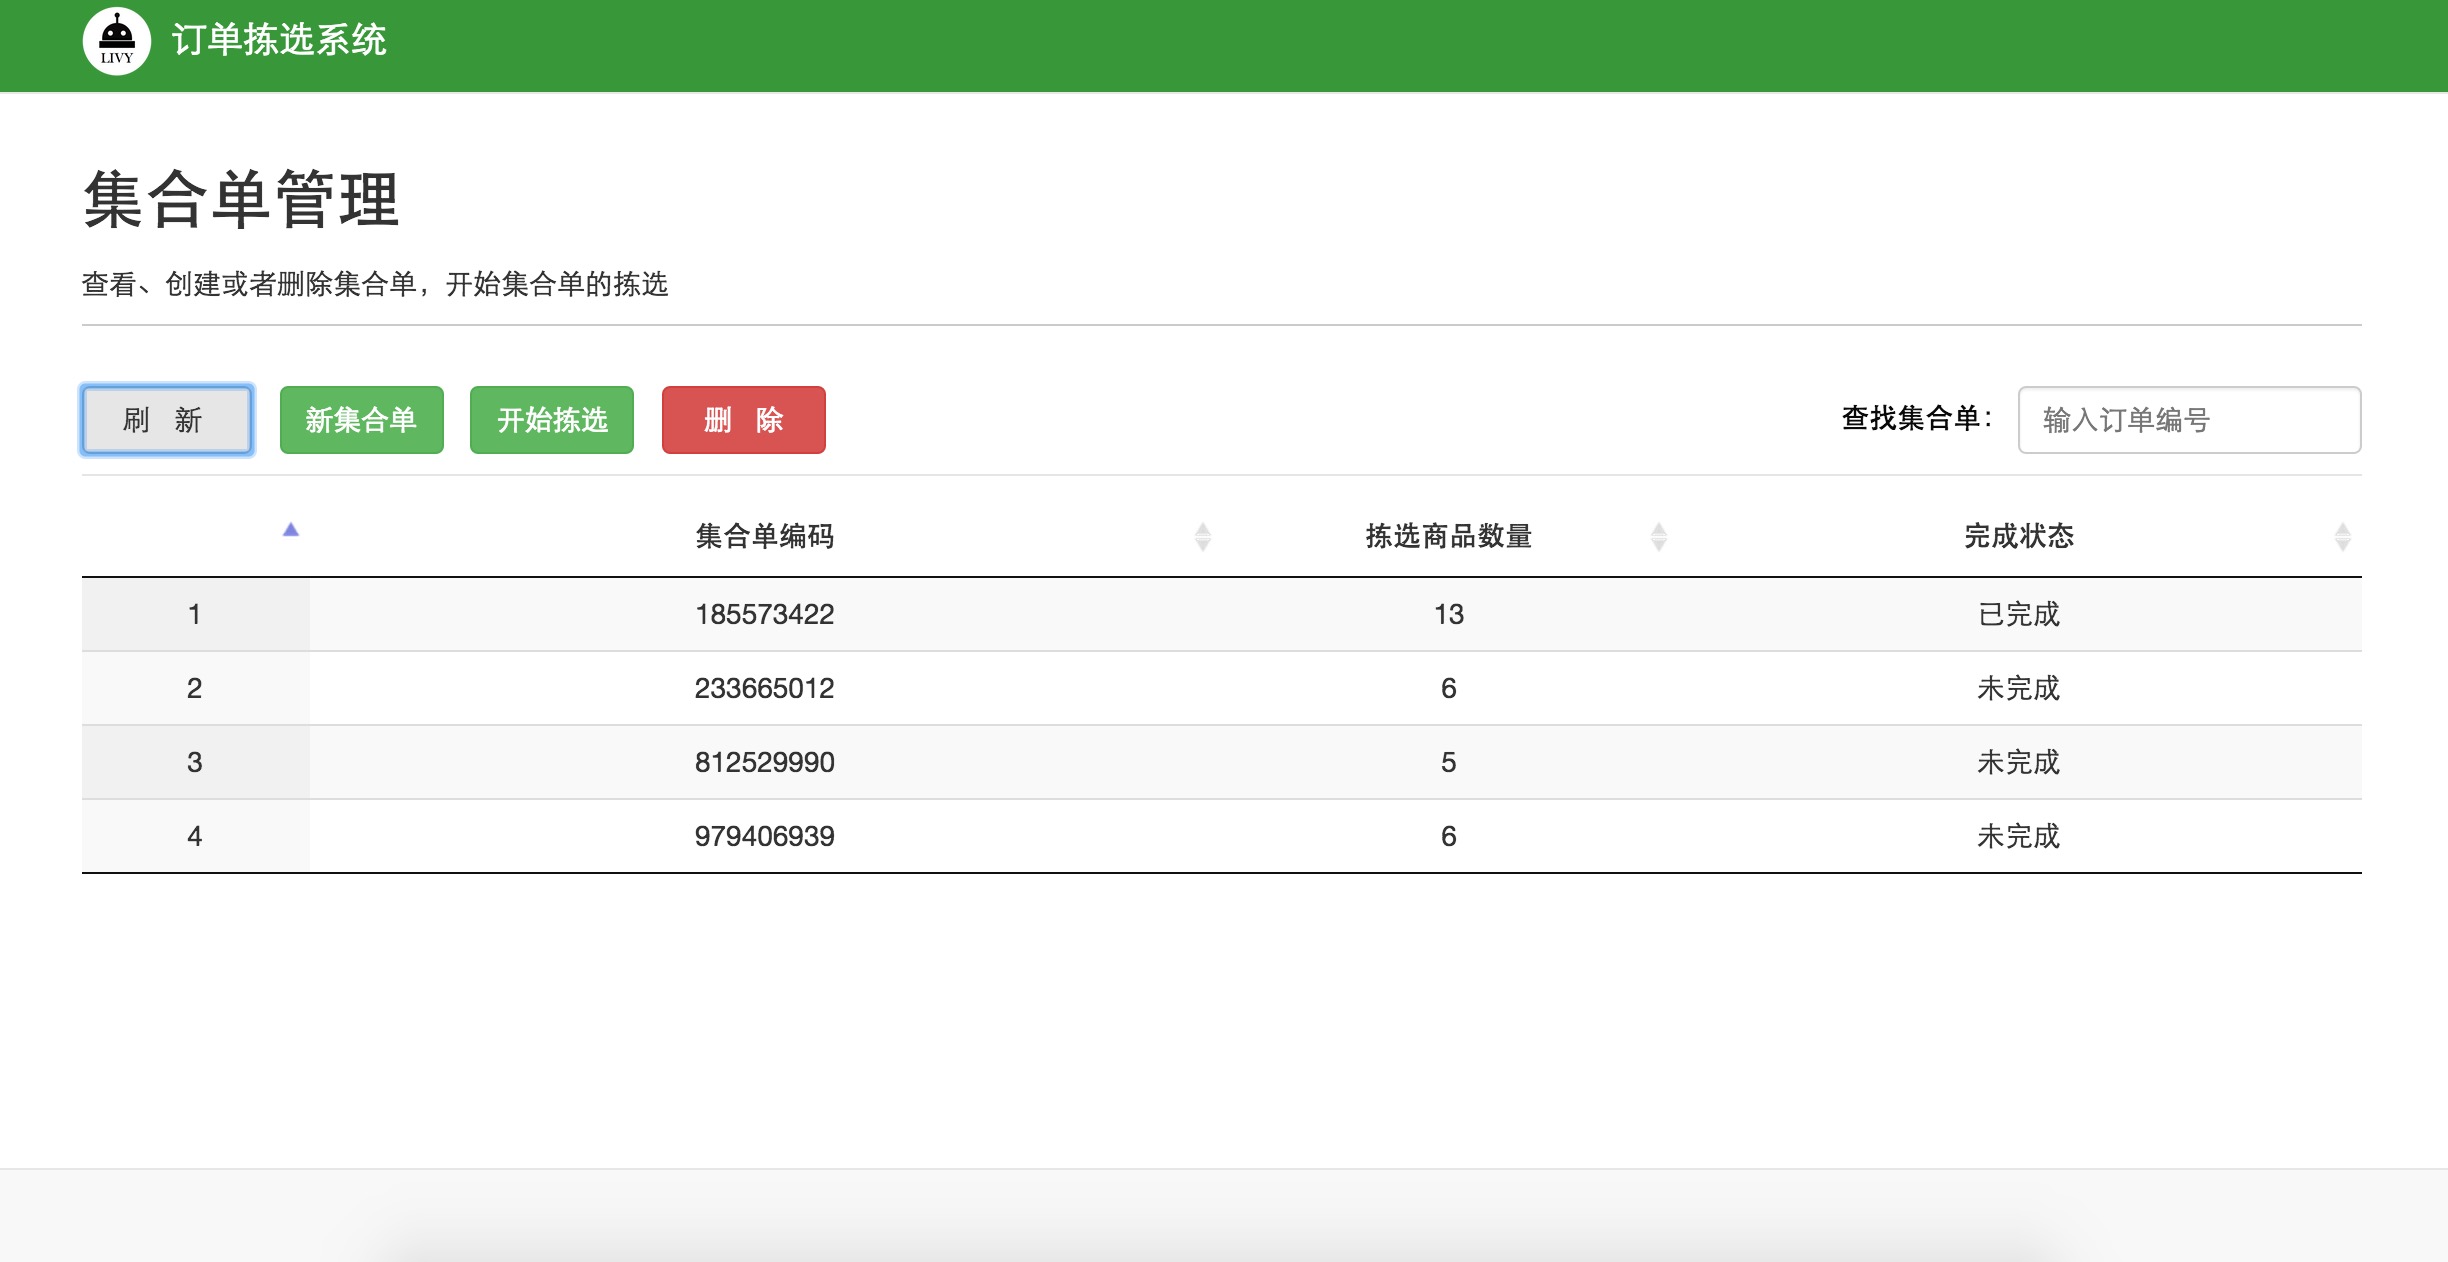 LIVY
订单拣选系统
集合单管理
查看、创建或者删除集合单，开始集合单的拣选
刷 新 新集合单 开始拣选 删 除 查找集合单： 输入订单编号
集合单编码 拣选商品数量 完成状态
1 185573422 13 已完成
2 233665012 6 未完成
3 812529990 5 未完成
4 979406939 6 未完成